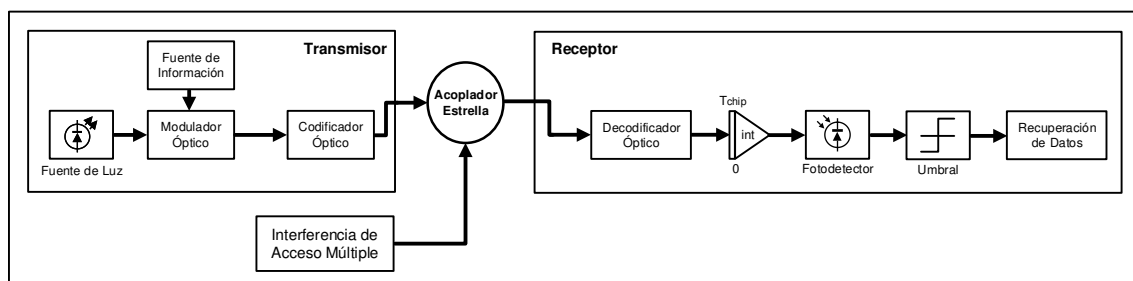 Transmisor
Fuente de
Información
Modulador
Óptico
Codificador
Óptico
Fuente de Luz
Acoplador
Estrella
Interferencia de
Acceso Múltiple
Receptor
Decodificador
Óptico
Tchip
int
0
Fotodetector
Umbral
Recuperación
de Datos